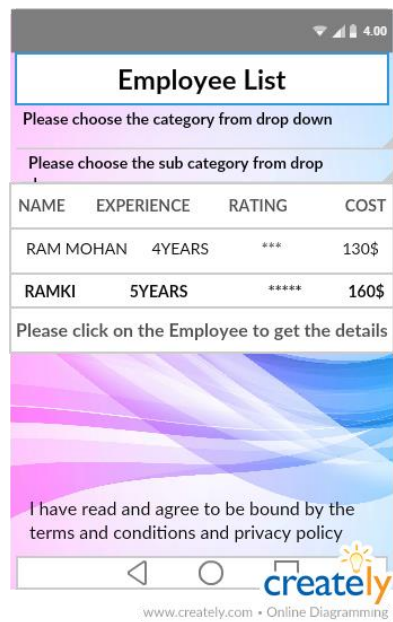 4.00
Employee List
Please choose the category from drop down
Please choose the sub category from drop
NAME EXPERIENCE RATING COST
RAM MOHAN 4YEARS *** 130$
RAMKI 5YEARS ***** 160$
Please click on the Employee to get the details
I have read and agree to be bound by the
terms and conditions and privacy policy
creately
www.creately.com • Online Diagramming